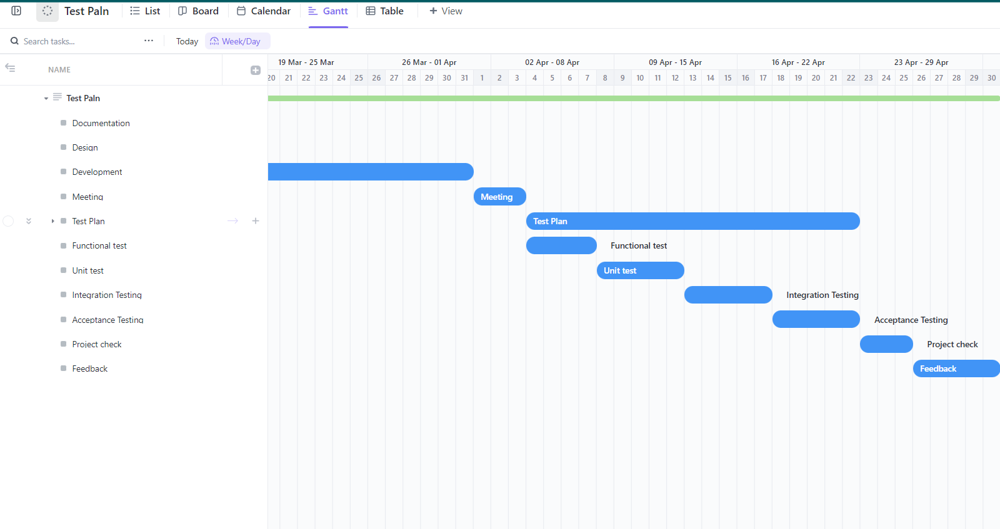 Test Paln List Board Calendar Gantt Table + View
Search tasks... ... Today Week/Day
NAME
19 Mar - 25 Mar 26 Mar - 01 Apr 02 Apr - 08 Apr 09 Apr - 15 Apr 16 Apr - 22 Apr 23 Apr - 29 Apr
20 21 22 23 24 25 26 27 28 29 30 31 1 2 3 4 5 6 7 8 9 10 11 12 13 14 15 16 17 18 19 20 21 22 23 24 25 26 27 28 29 30
Test Paln
Documentation
Design
Development
Meeting Meeting
Test Plan Test Plan
Functional test Functional test
Unit test Unit test
Integration Testing Integration Testing
Acceptance Testing Acceptance Testing
Project check Project check
Feedback Feedback